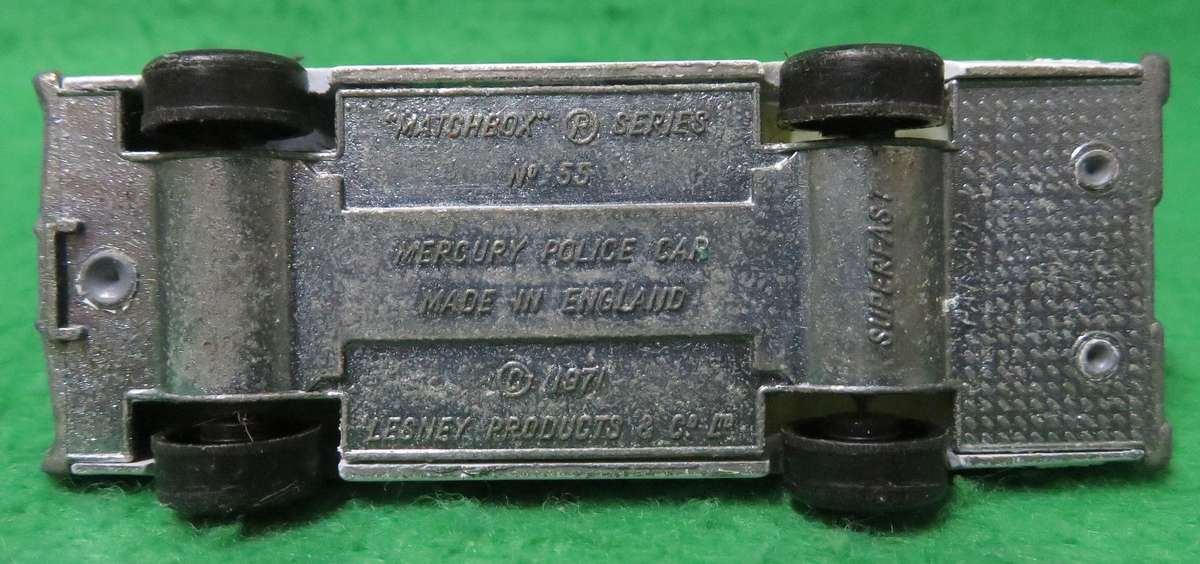 "MATCHBOX" ® SERIES
Nº 55
MERCURY POLICE CAR
MADE IN ENGLAND
© 1971
LESNEY PRODUCTS & Cº Lᵀᴰ
SUPERFAST